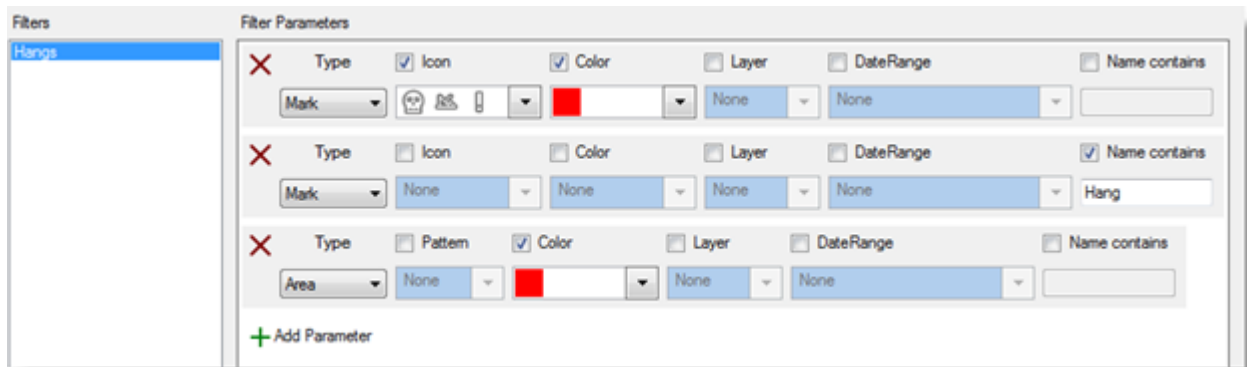 Filters Filter Parameters
Hangs
Type Icon Color Layer DateRange Name contains
Mark None None
Type Icon Color Layer DateRange Name contains
Mark None None None None Hang
Type Pattern Color Layer DateRange Name contains
Area None None None
Add Parameter